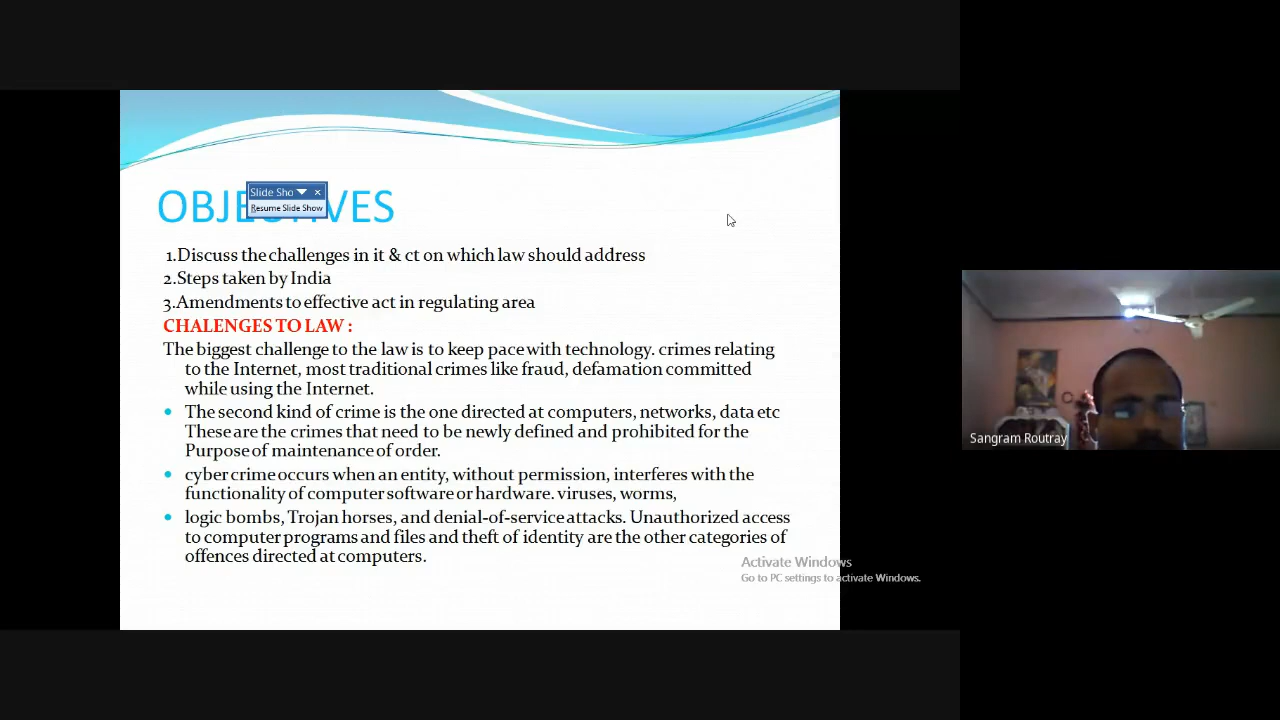 OBJECTIVES
Slide Sho
Resume Slide Show
1.Discuss the challenges in it & ct on which law should address
2.Steps taken by India
3.Amendments to effective act in regulating area
CHALENGES TO LAW :
The biggest challenge to the law is to keep pace with technology. crimes relating
to the Internet, most traditional crimes like fraud, defamation committed
while using the Internet.
The second kind of crime is the one directed at computers, networks, data etc
These are the crimes that need to be newly defined and prohibited for the
Purpose of maintenance of order.
cyber crime occurs when an entity, without permission, interferes with the
functionality of computer software or hardware. viruses, worms,
logic bombs, Trojan horses, and denial-of-service attacks. Unauthorized access
to computer programs and files and theft of identity are the other categories of
offences directed at computers.
Activate Windows
Go to PC settings to activate Windows.
Sangram Routray